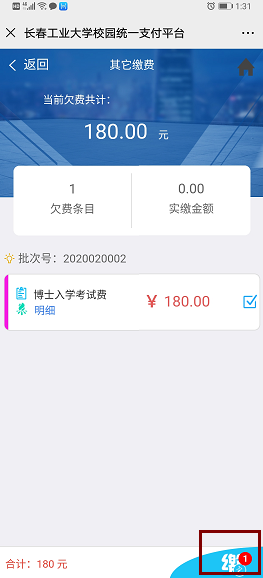 1:31
长春工业大学校园统一支付平台
返回
其它缴费
当前欠费共计：
180.00 元
1
0.00
欠费条目
实缴金额
批次号：2020020002
博士入学考试费
¥ 180.00
明细
合计：180 元
缴
1